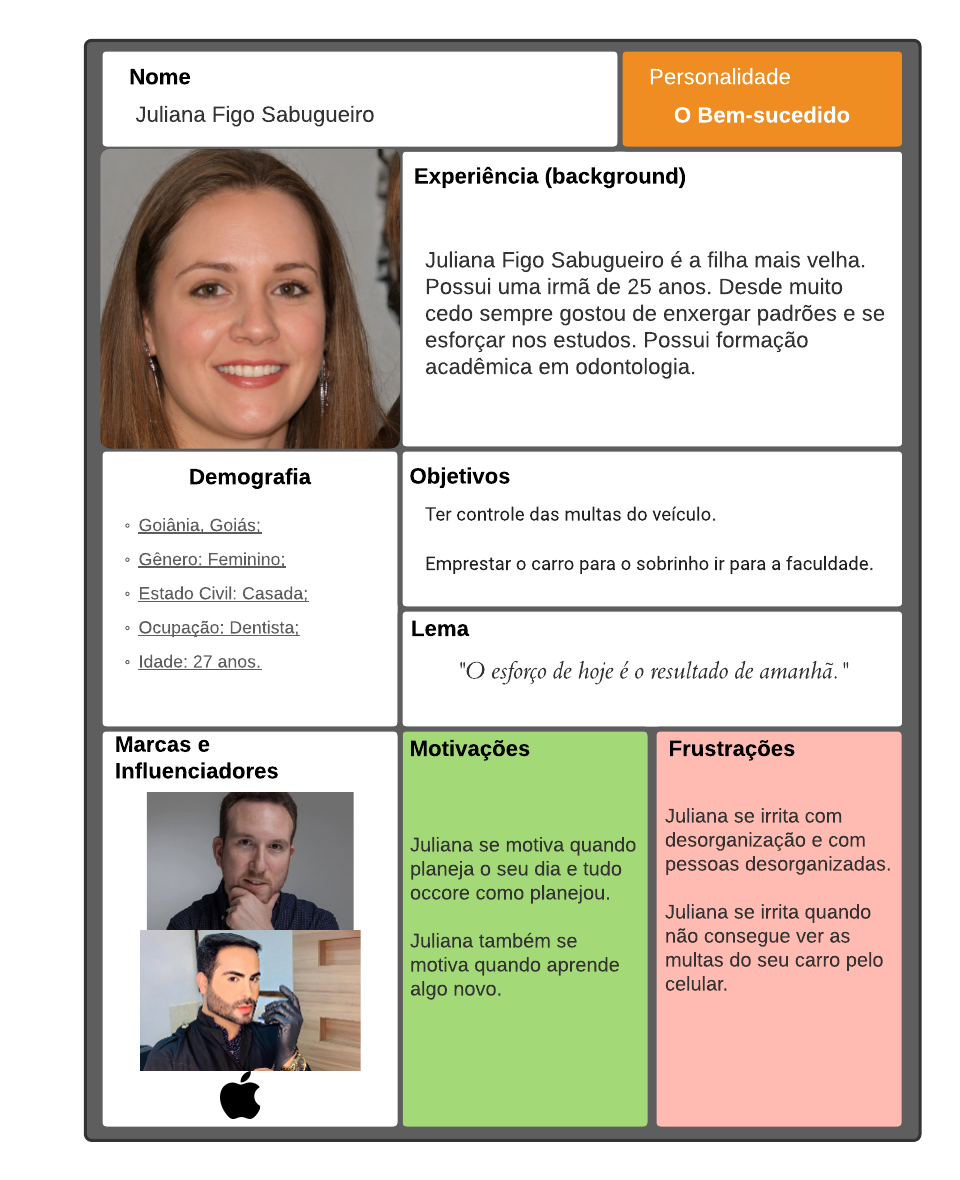 Nome
Juliana Figo Sabugueiro
Personalidade
O Bem-sucedido
Experiência (background)
Juliana Figo Sabugueiro é a filha mais velha.
Possui uma irmã de 25 anos. Desde muito
cedo sempre gostou de enxergar padrões e se
esforçar nos estudos. Possui formação
acadêmica em odontologia.
Demografia
◦ Goiânia, Goiás;
◦ Gênero: Feminino;
◦ Estado Civil: Casada;
◦ Ocupação: Dentista;
◦ Idade: 27 anos.
Objetivos
Ter controle das multas do veículo.
Emprestar o carro para o sobrinho ir para a faculdade.
Lema
"O esforço de hoje é o resultado de amanhã."
Marcas e
Influenciadores
Motivações
Juliana se motiva quando
planeja o seu dia e tudo
occore como planejou.
Juliana também se
motiva quando aprende
algo novo.
Frustrações
Juliana se irrita com
desorganização e com
pessoas desorganizadas.
Juliana se irrita quando
não consegue ver as
multas do seu carro pelo
celular.